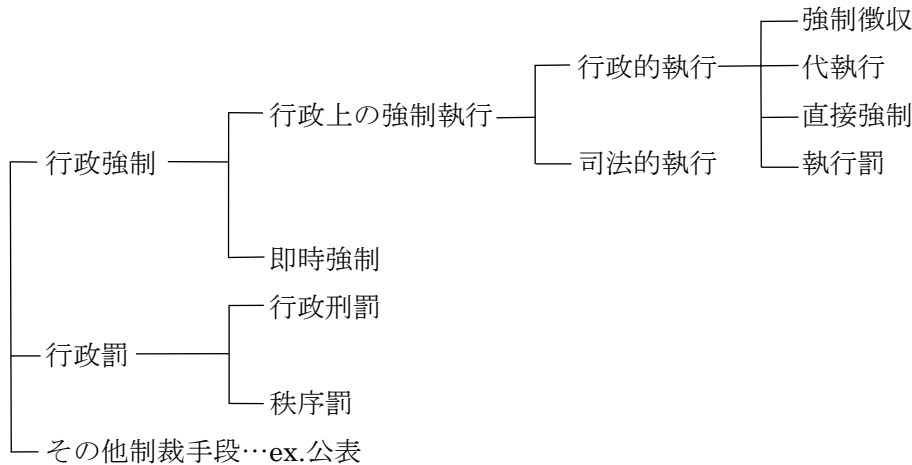 強制徴収
行政的執行
代執行
行政上の強制執行
直接強制
行政強制
司法的執行
執行罰
即時強制
行政刑罰
行政罰
秩序罰
その他制裁手段…ex.公表